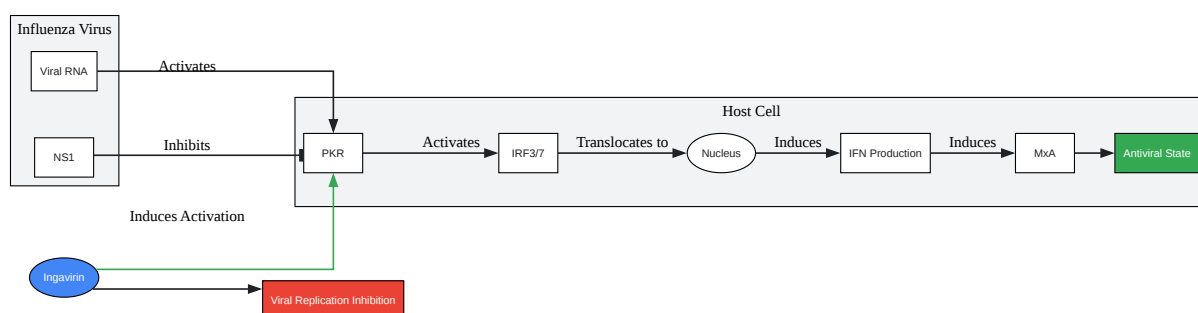 Influenza Virus
Viral RNA
Activates
Host Cell
NS1
Inhibits
PKR
Activates
IRF3/7
Translocates to
Nucleus
Induces
IFN Production
Induces
MxA
Antiviral State
Induces Activation
Ingavirin
Viral Replication Inhibition